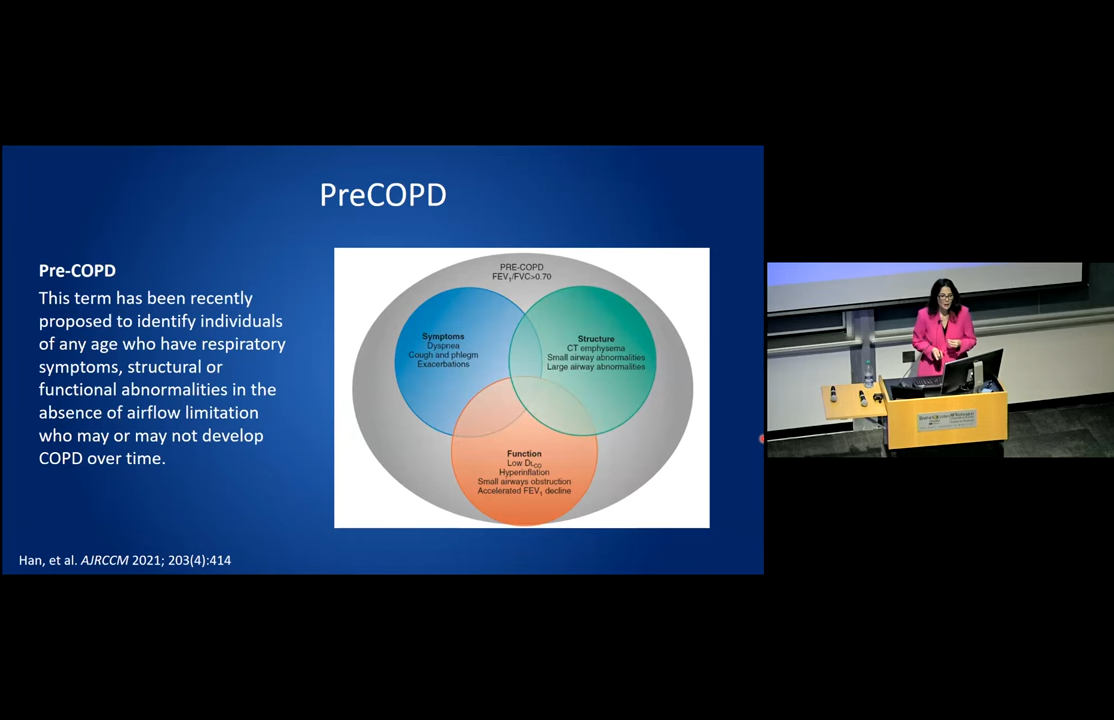 PreCOPD
Pre-COPD
This term has been recently
proposed to identify individuals
of any age who have respiratory
symptoms, structural or
functional abnormalities in the
absence of airflow limitation
who may or may not develop
COPD over time.
PRE-COPD
FEV₁/FVC>0.70
Symptoms
Dyspnea
Cough and phlegm
Exacerbations
Structure
CT emphysema
Small airway abnormalities
Large airway abnormalities
Function
Low DLCO
Hyperinflation
Small airways obstruction
Accelerated FEV₁ decline
Han, et al. AJRCCM 2021; 203(4):414